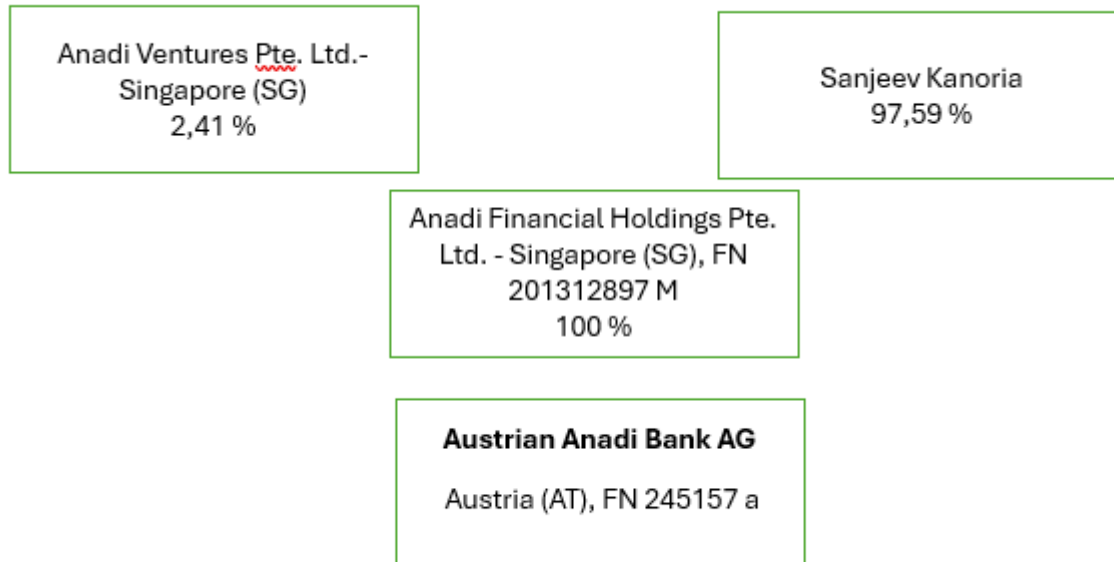 Anadi Ventures Pte. Ltd.-
Singapore (SG)
2,41 %
Sanjeev Kanoria
97,59 %
Anadi Financial Holdings Pte.
Ltd. - Singapore (SG), FN
201312897 M
100 %
Austrian Anadi Bank AG
Austria (AT), FN 245157 a